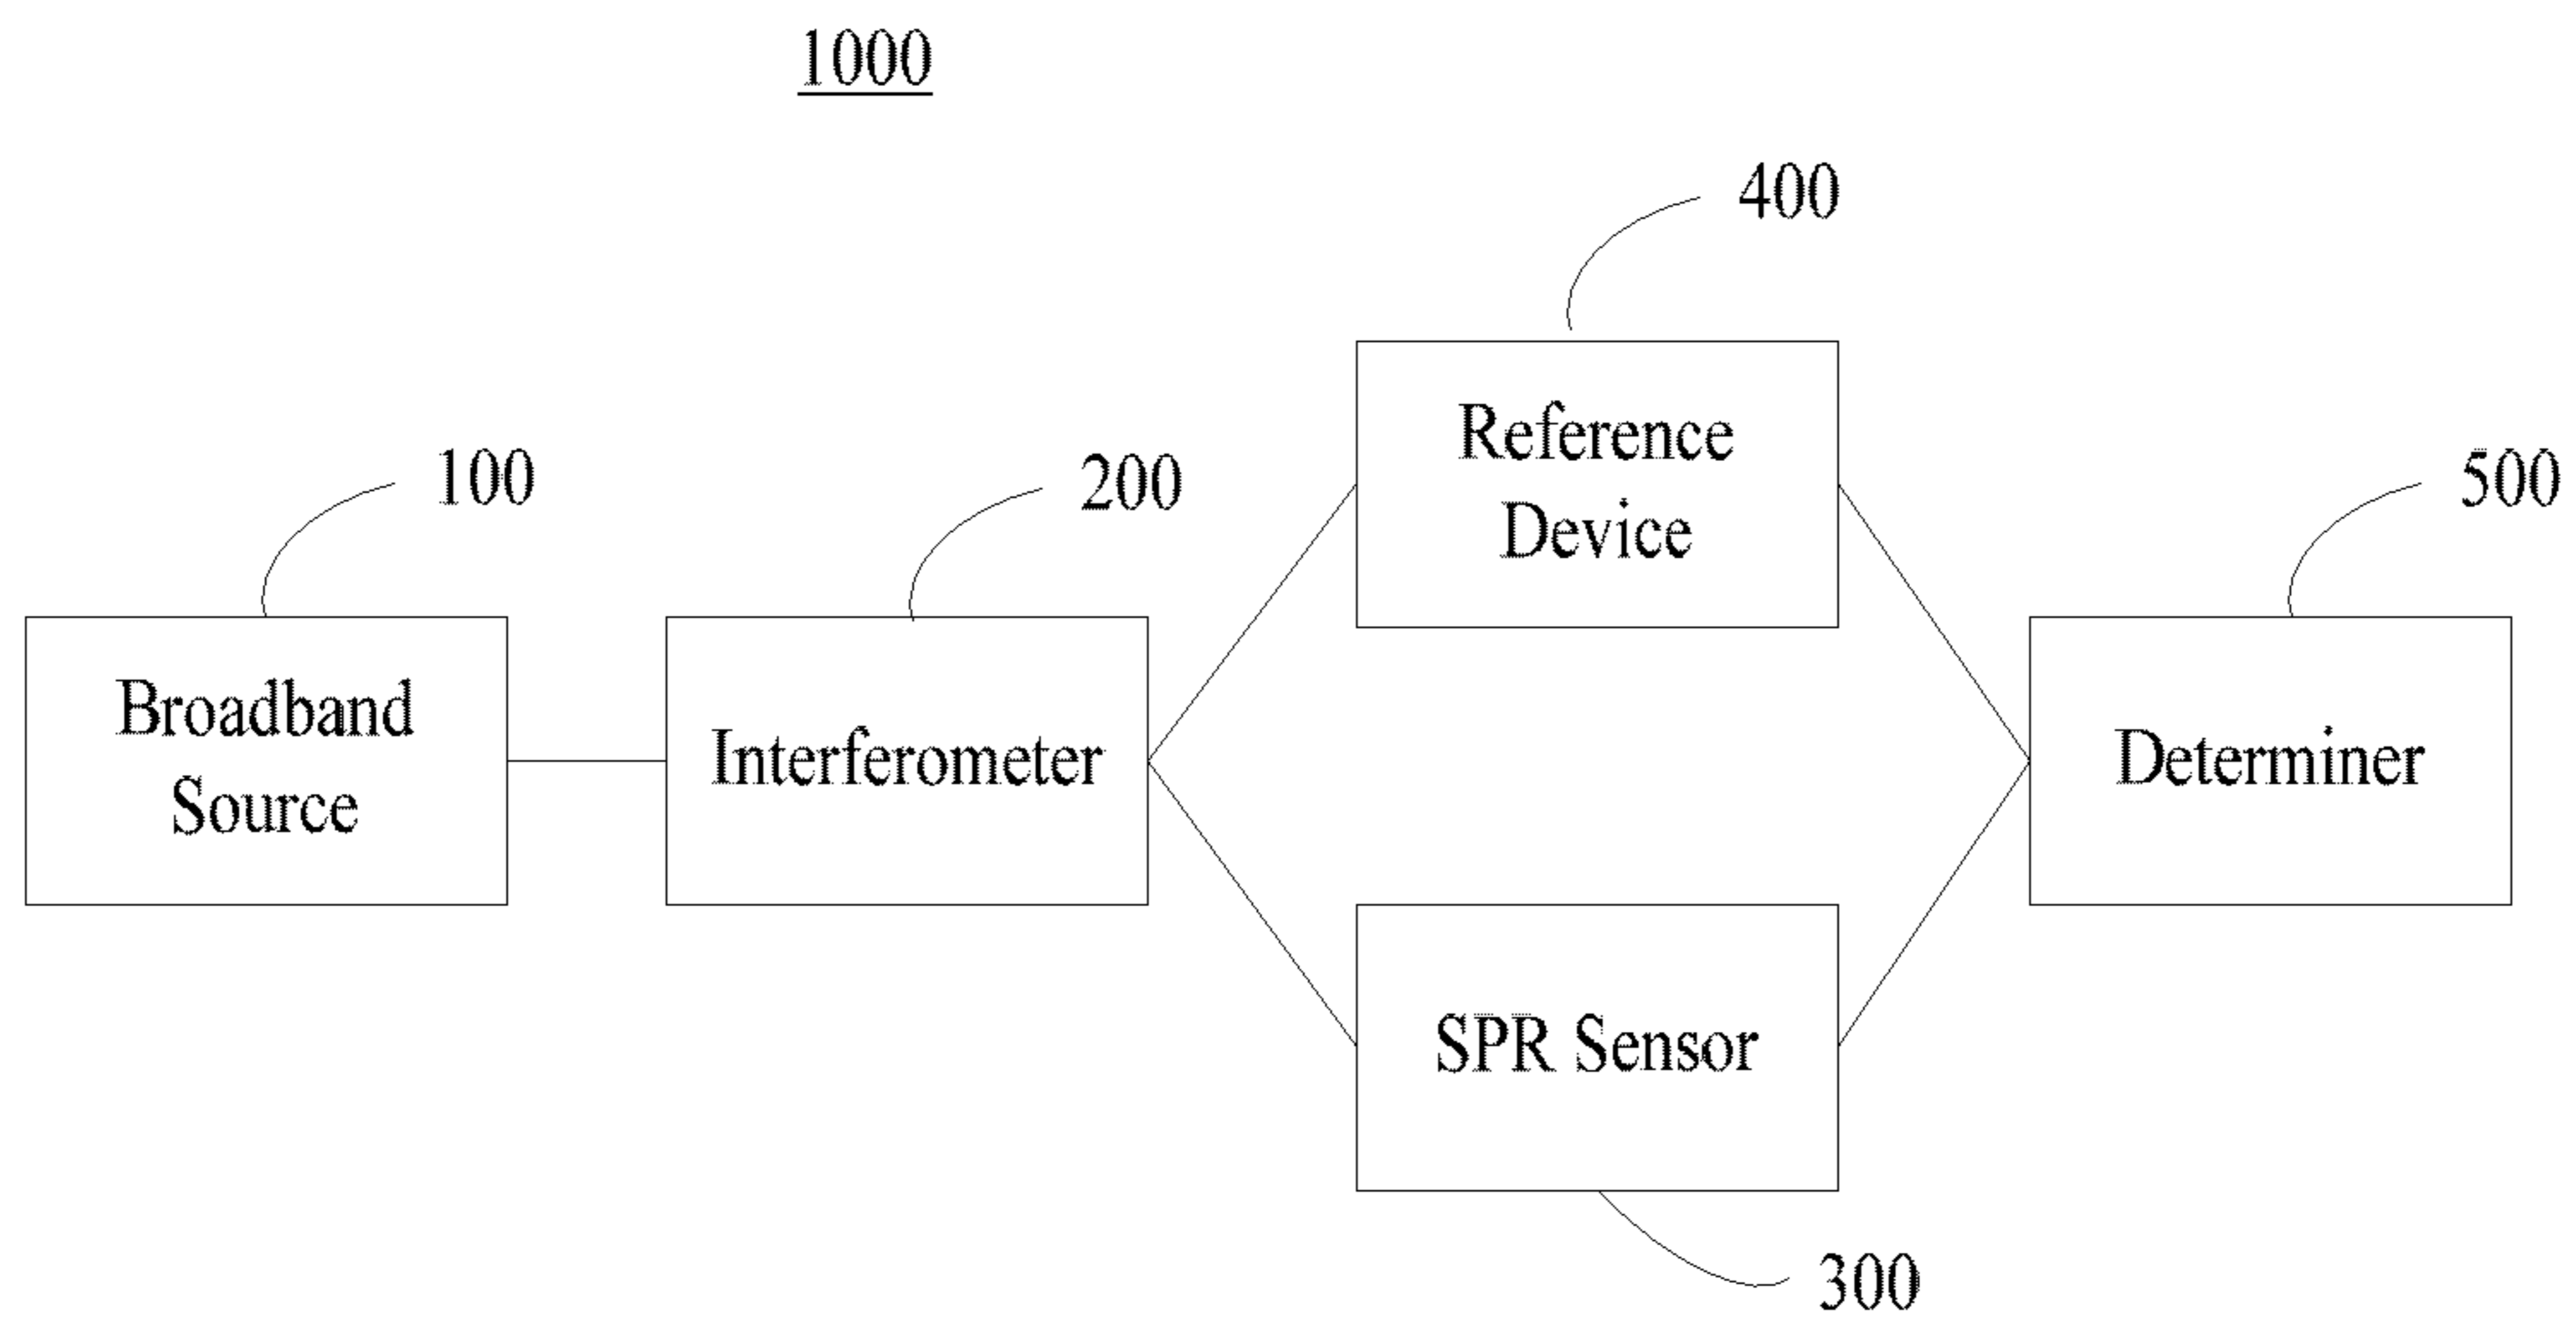 1000
400
Reference
Device
100
200
500
Broadband
Source
Interferometer
Determiner
SPR Sensor
300